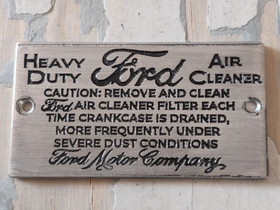 HEAVY DUTY Ford AIR CLEANER
CAUTION: REMOVE AND CLEAN
Ford AIR CLEANER FILTER EACH
TIME CRANKCASE IS DRAINED,
MORE FREQUENTLY UNDER
SEVERE DUST CONDITIONS
Ford Motor Company,